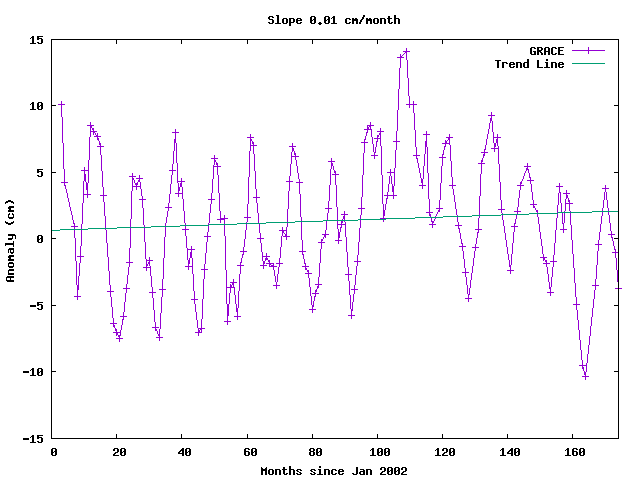 Slope 0.01 cm/month
GRACE
Trend Line
15
10
5
0
-5
-10
-15
Anomaly (cm)
0 20 40 60 80 100 120 140 160
Months since Jan 2002